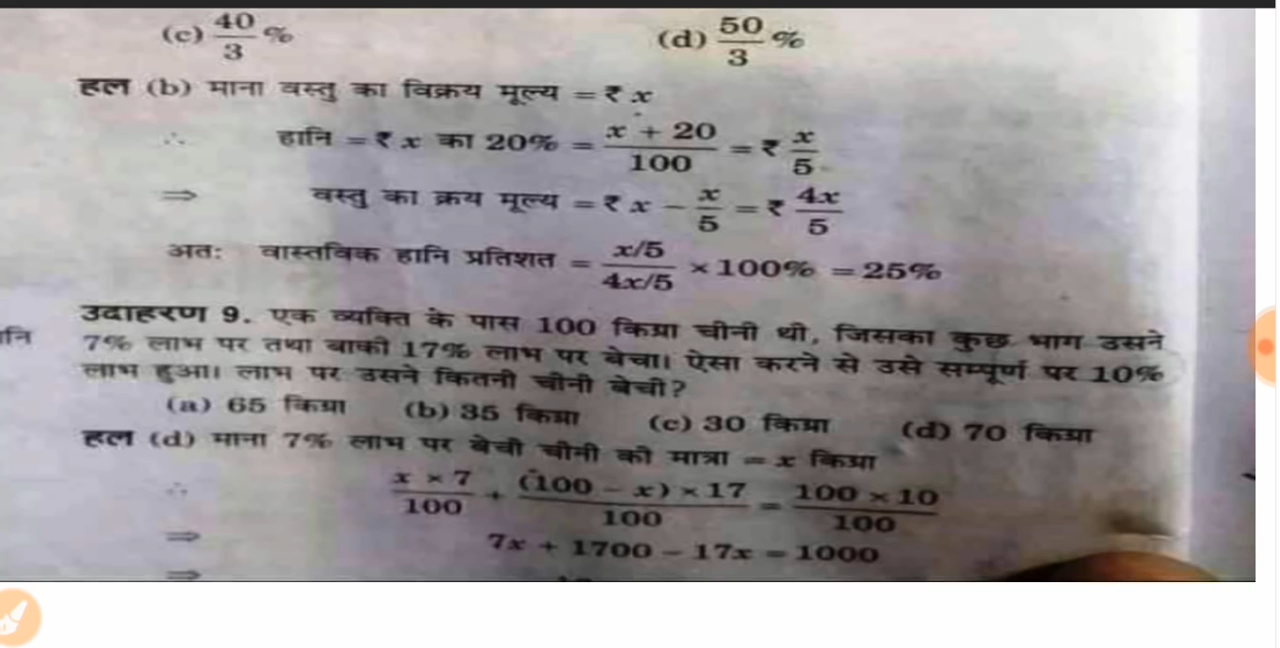 (c) 40/3 % (d) 50/3 %
हल (b) माना वस्तु का विक्रय मूल्य = ₹ x
∴ हानि = ₹ x का 20% = x + 20/100 = ₹ x/5
⇒ वस्तु का क्रय मूल्य = ₹ x − x/5 = ₹ 4x/5
अतः वास्तविक हानि प्रतिशत = x/5 / 4x/5 × 100% = 25%
उदाहरण 9. एक व्यक्ति के पास 100 किग्रा चीनी थी, जिसका कुछ भाग उसने
7% लाभ पर तथा बाकी 17% लाभ पर बेचा। ऐसा करने से उसे सम्पूर्ण पर 10%
लाभ हुआ। लाभ पर उसने कितनी चीनी बेची?
(a) 65 किग्रा (b) 35 किग्रा (c) 30 किग्रा (d) 70 किग्रा
हल (d) माना 7% लाभ पर बेची चीनी की मात्रा = x किग्रा
∴ x × 7/100 + (100 − x) × 17/100 = 100 × 10/100
⇒ 7x + 1700 − 17x = 1000
⇒